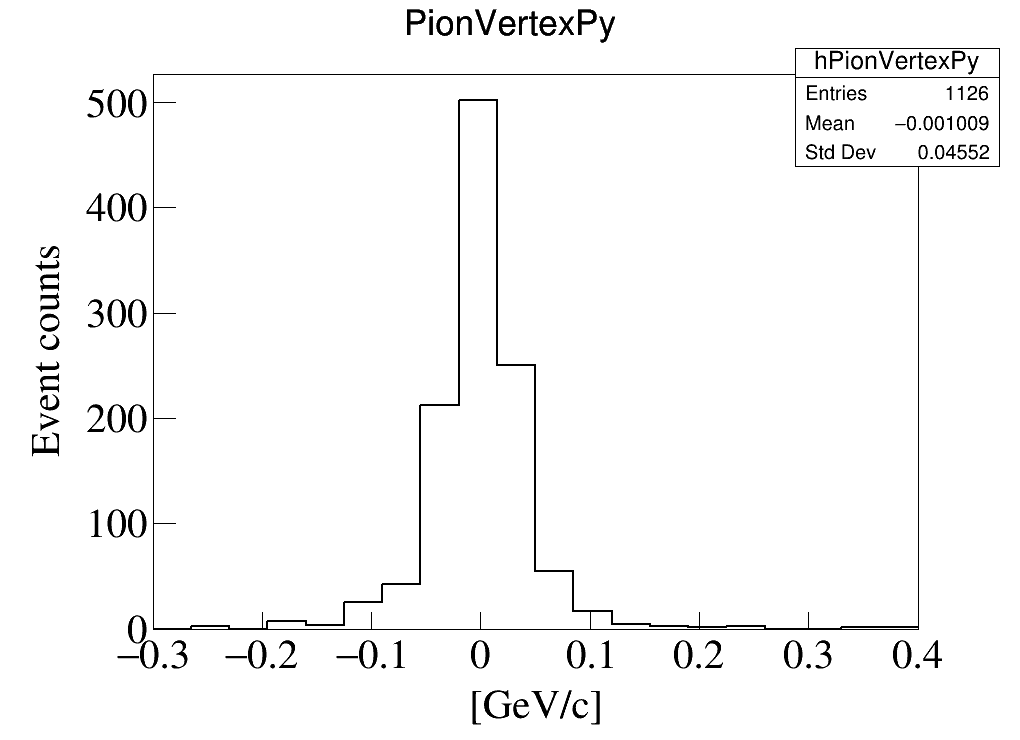 PionVertexPy
hPionVertexPy
Entries 1126
Mean −0.001009
Std Dev 0.04552
500
400
300
200
100
0
Event counts
−0.3 −0.2 −0.1 0 0.1 0.2 0.3 0.4
[GeV/c]